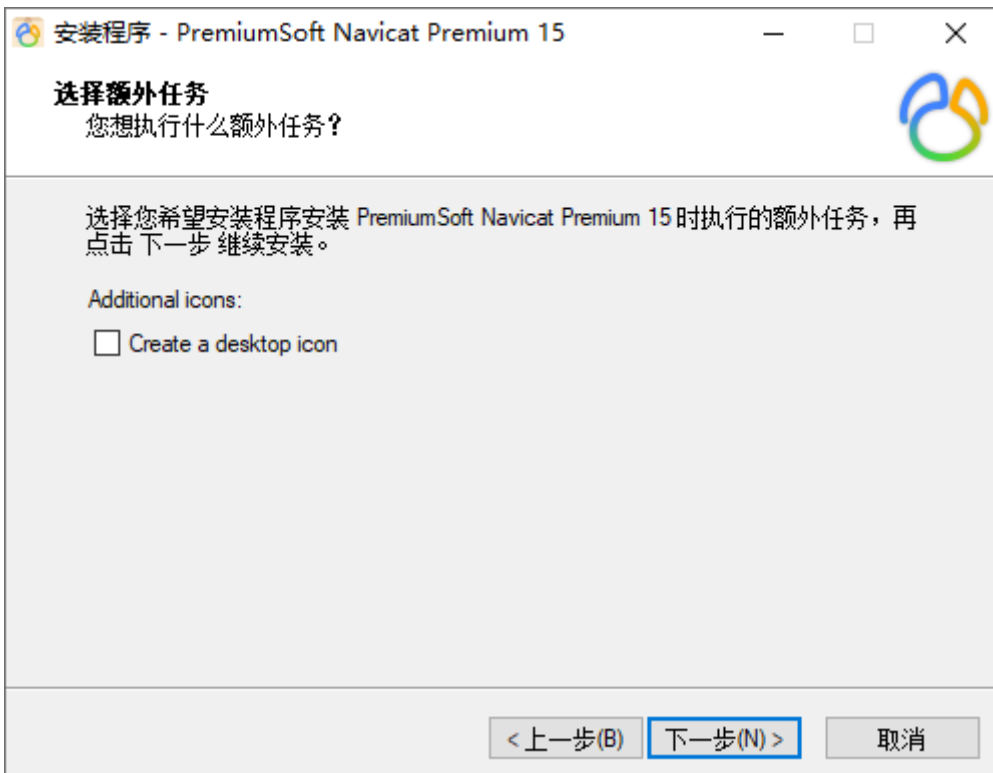 安装程序 - PremiumSoft Navicat Premium 15
选择额外任务
您想执行什么额外任务?
选择您希望安装程序安装 PremiumSoft Navicat Premium 15 时执行的额外任务，再
点击 下一步 继续安装。
Additional icons:
Create a desktop icon
< 上一步(B)
下一步(N) >
取消